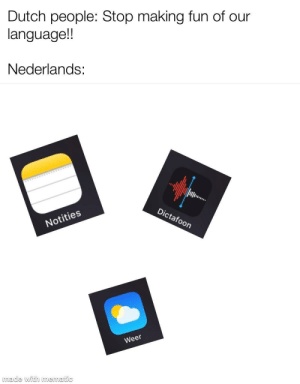 Dutch people: Stop making fun of our
language!!
Nederlands:
Notities
Dictafoon
Weer
made with mematic